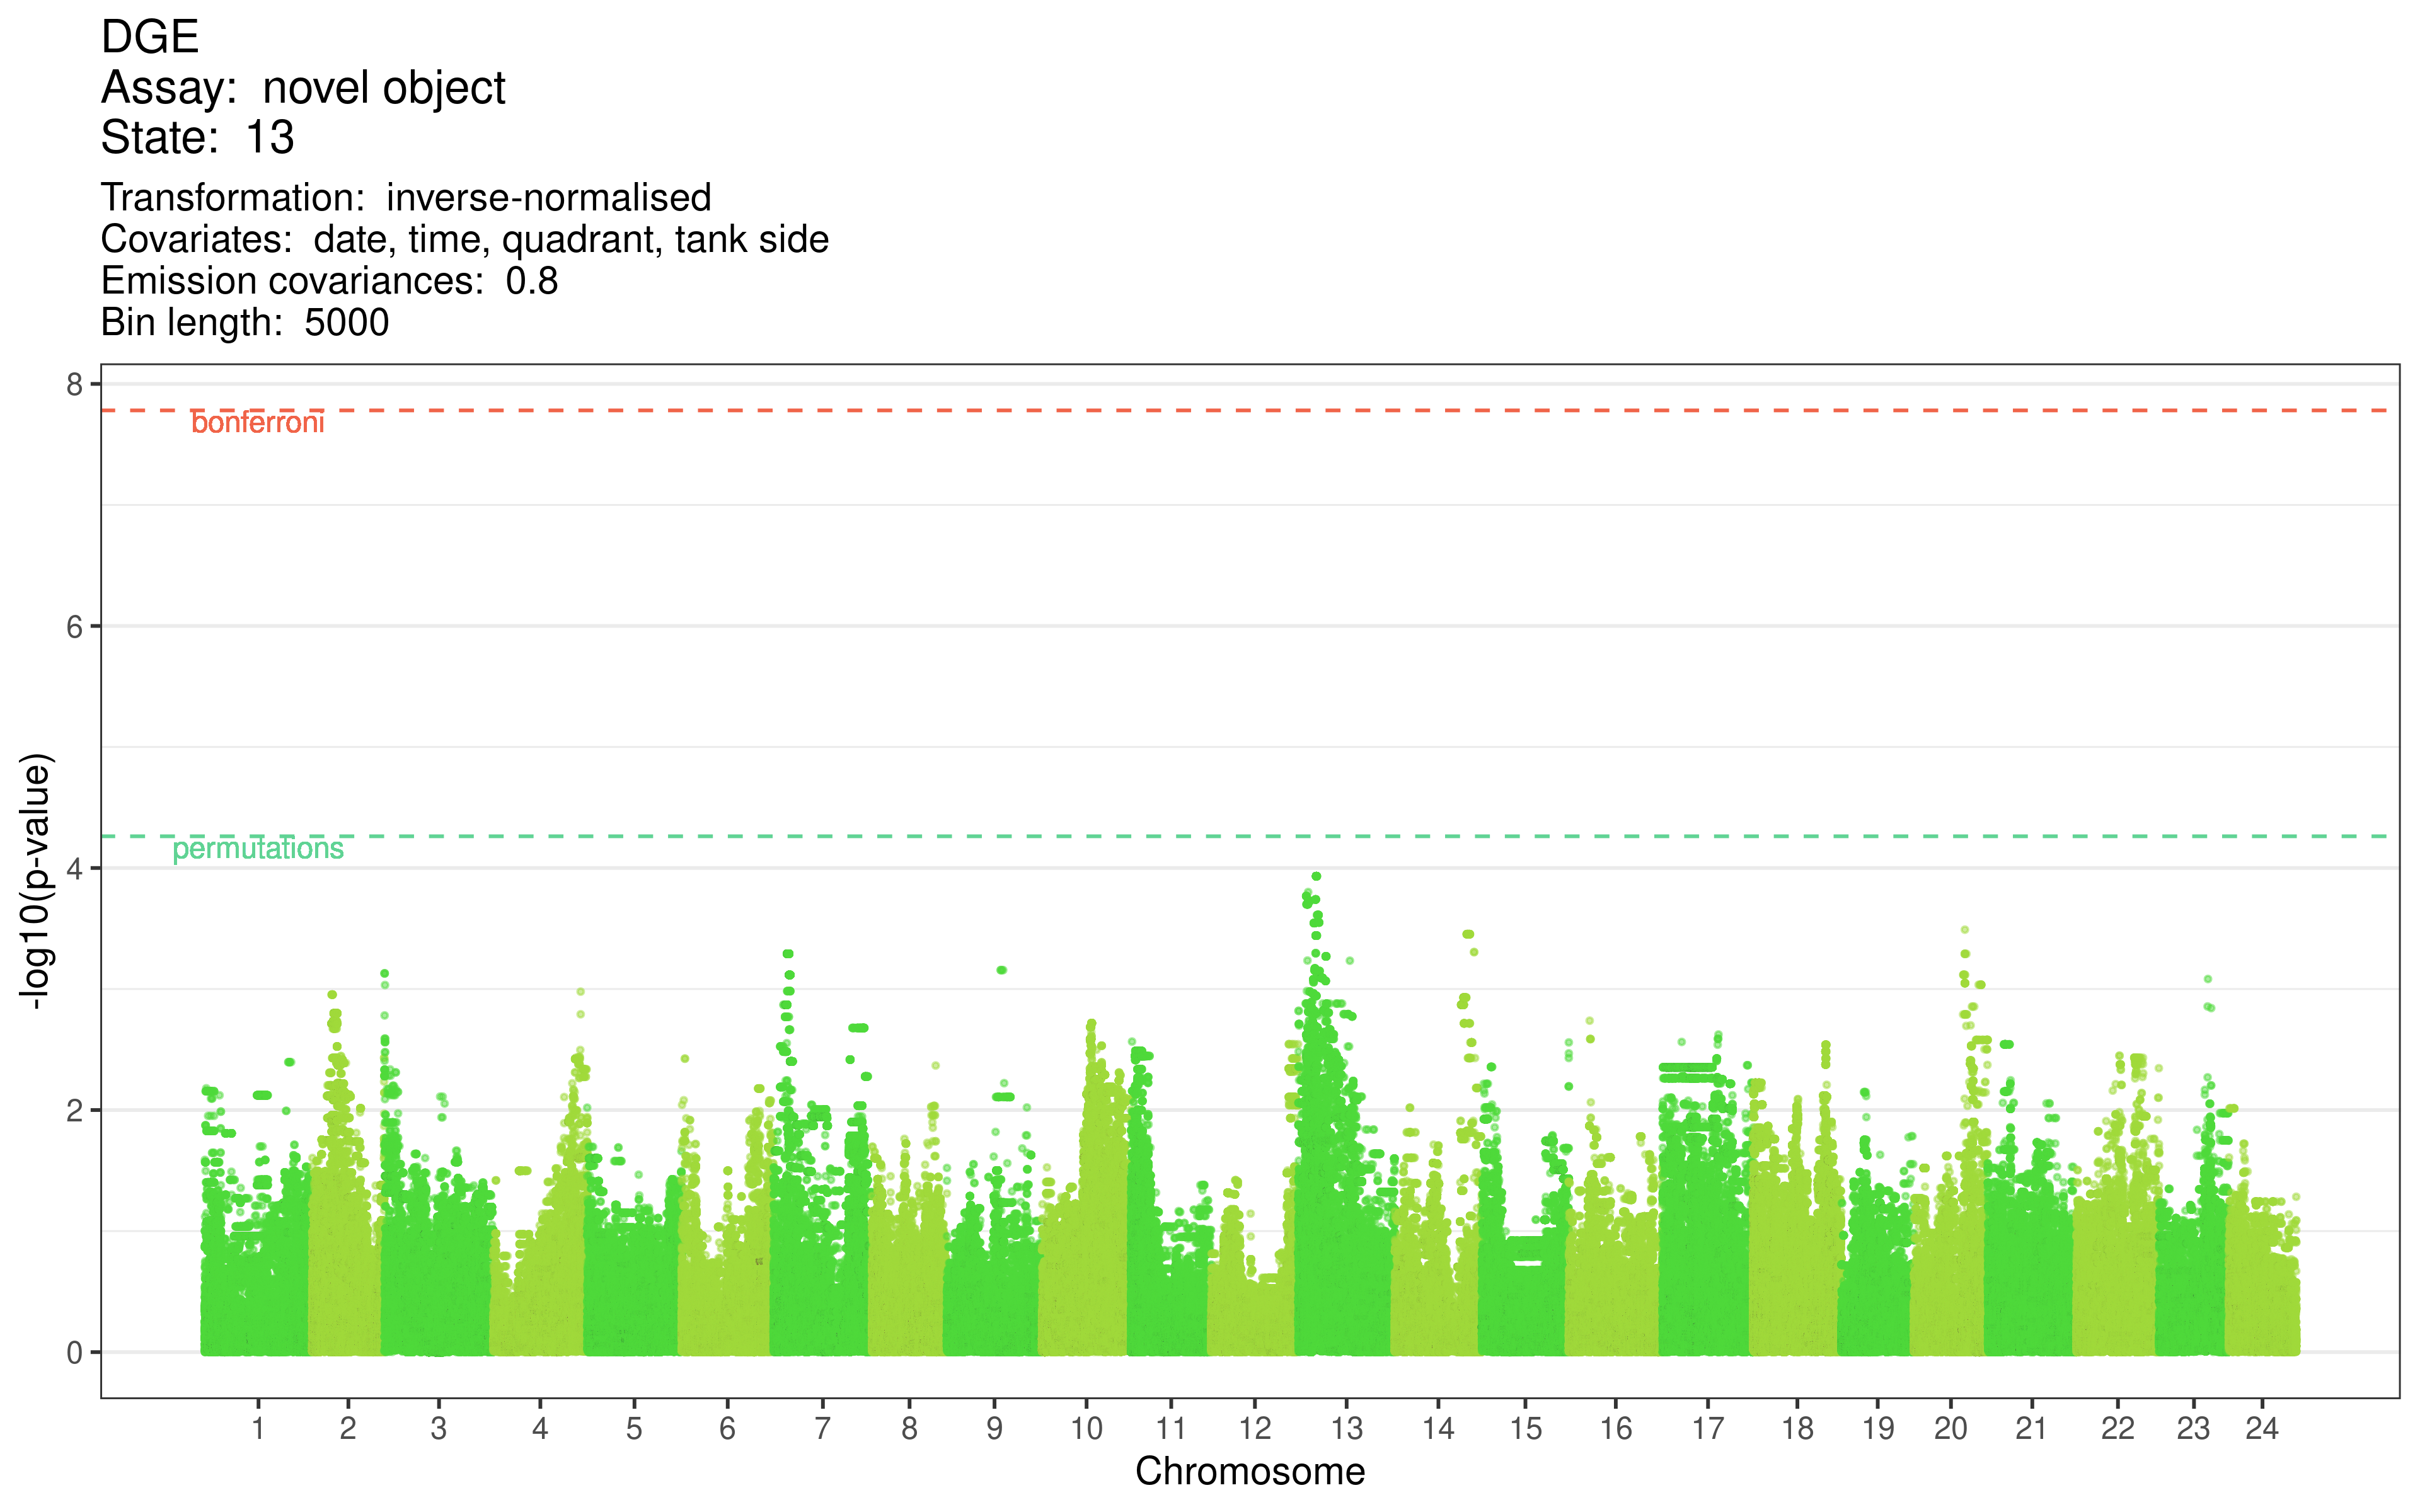 DGE
Assay:  novel object
State:  13
Transformation:  inverse-normalised
Covariates:  date, time, quadrant, tank side
Emission covariances:  0.8
Bin length:  5000
8
bonferroni
6
-log10(p-value)
permutations
4
2
0
1 2 3 4 5 6 7 8 9 10 11 12 13 14 15 16 17 18 19 20 21 22 23 24
Chromosome